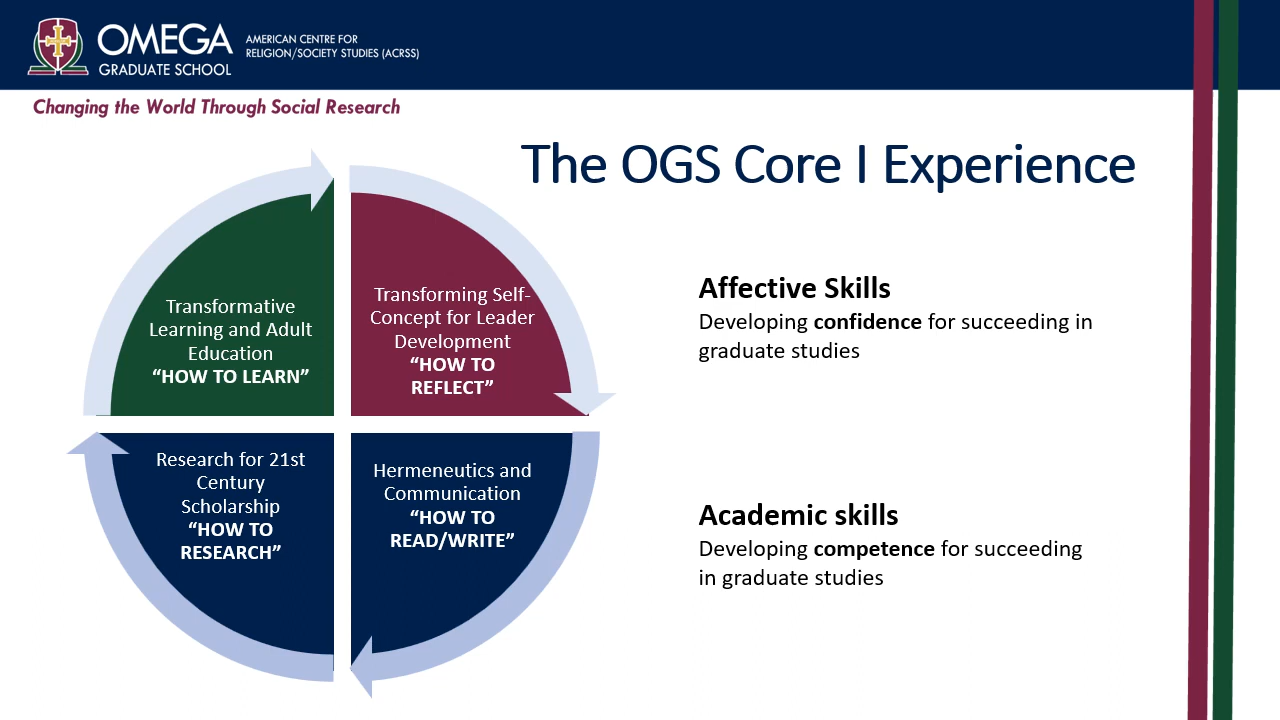 OMEGA
GRADUATE SCHOOL
AMERICAN CENTRE FOR
RELIGION/SOCIETY STUDIES (ACRSS)
Changing the World Through Social Research
The OGS Core I Experience
Transformative
Learning and Adult
Education
“HOW TO LEARN”
Transforming Self-
Concept for Leader
Development
“HOW TO
REFLECT”
Research for 21st
Century
Scholarship
“HOW TO
RESEARCH”
Hermeneutics and
Communication
“HOW TO
READ/WRITE”
Affective Skills
Developing confidence for succeeding in
graduate studies
Academic skills
Developing competence for succeeding
in graduate studies